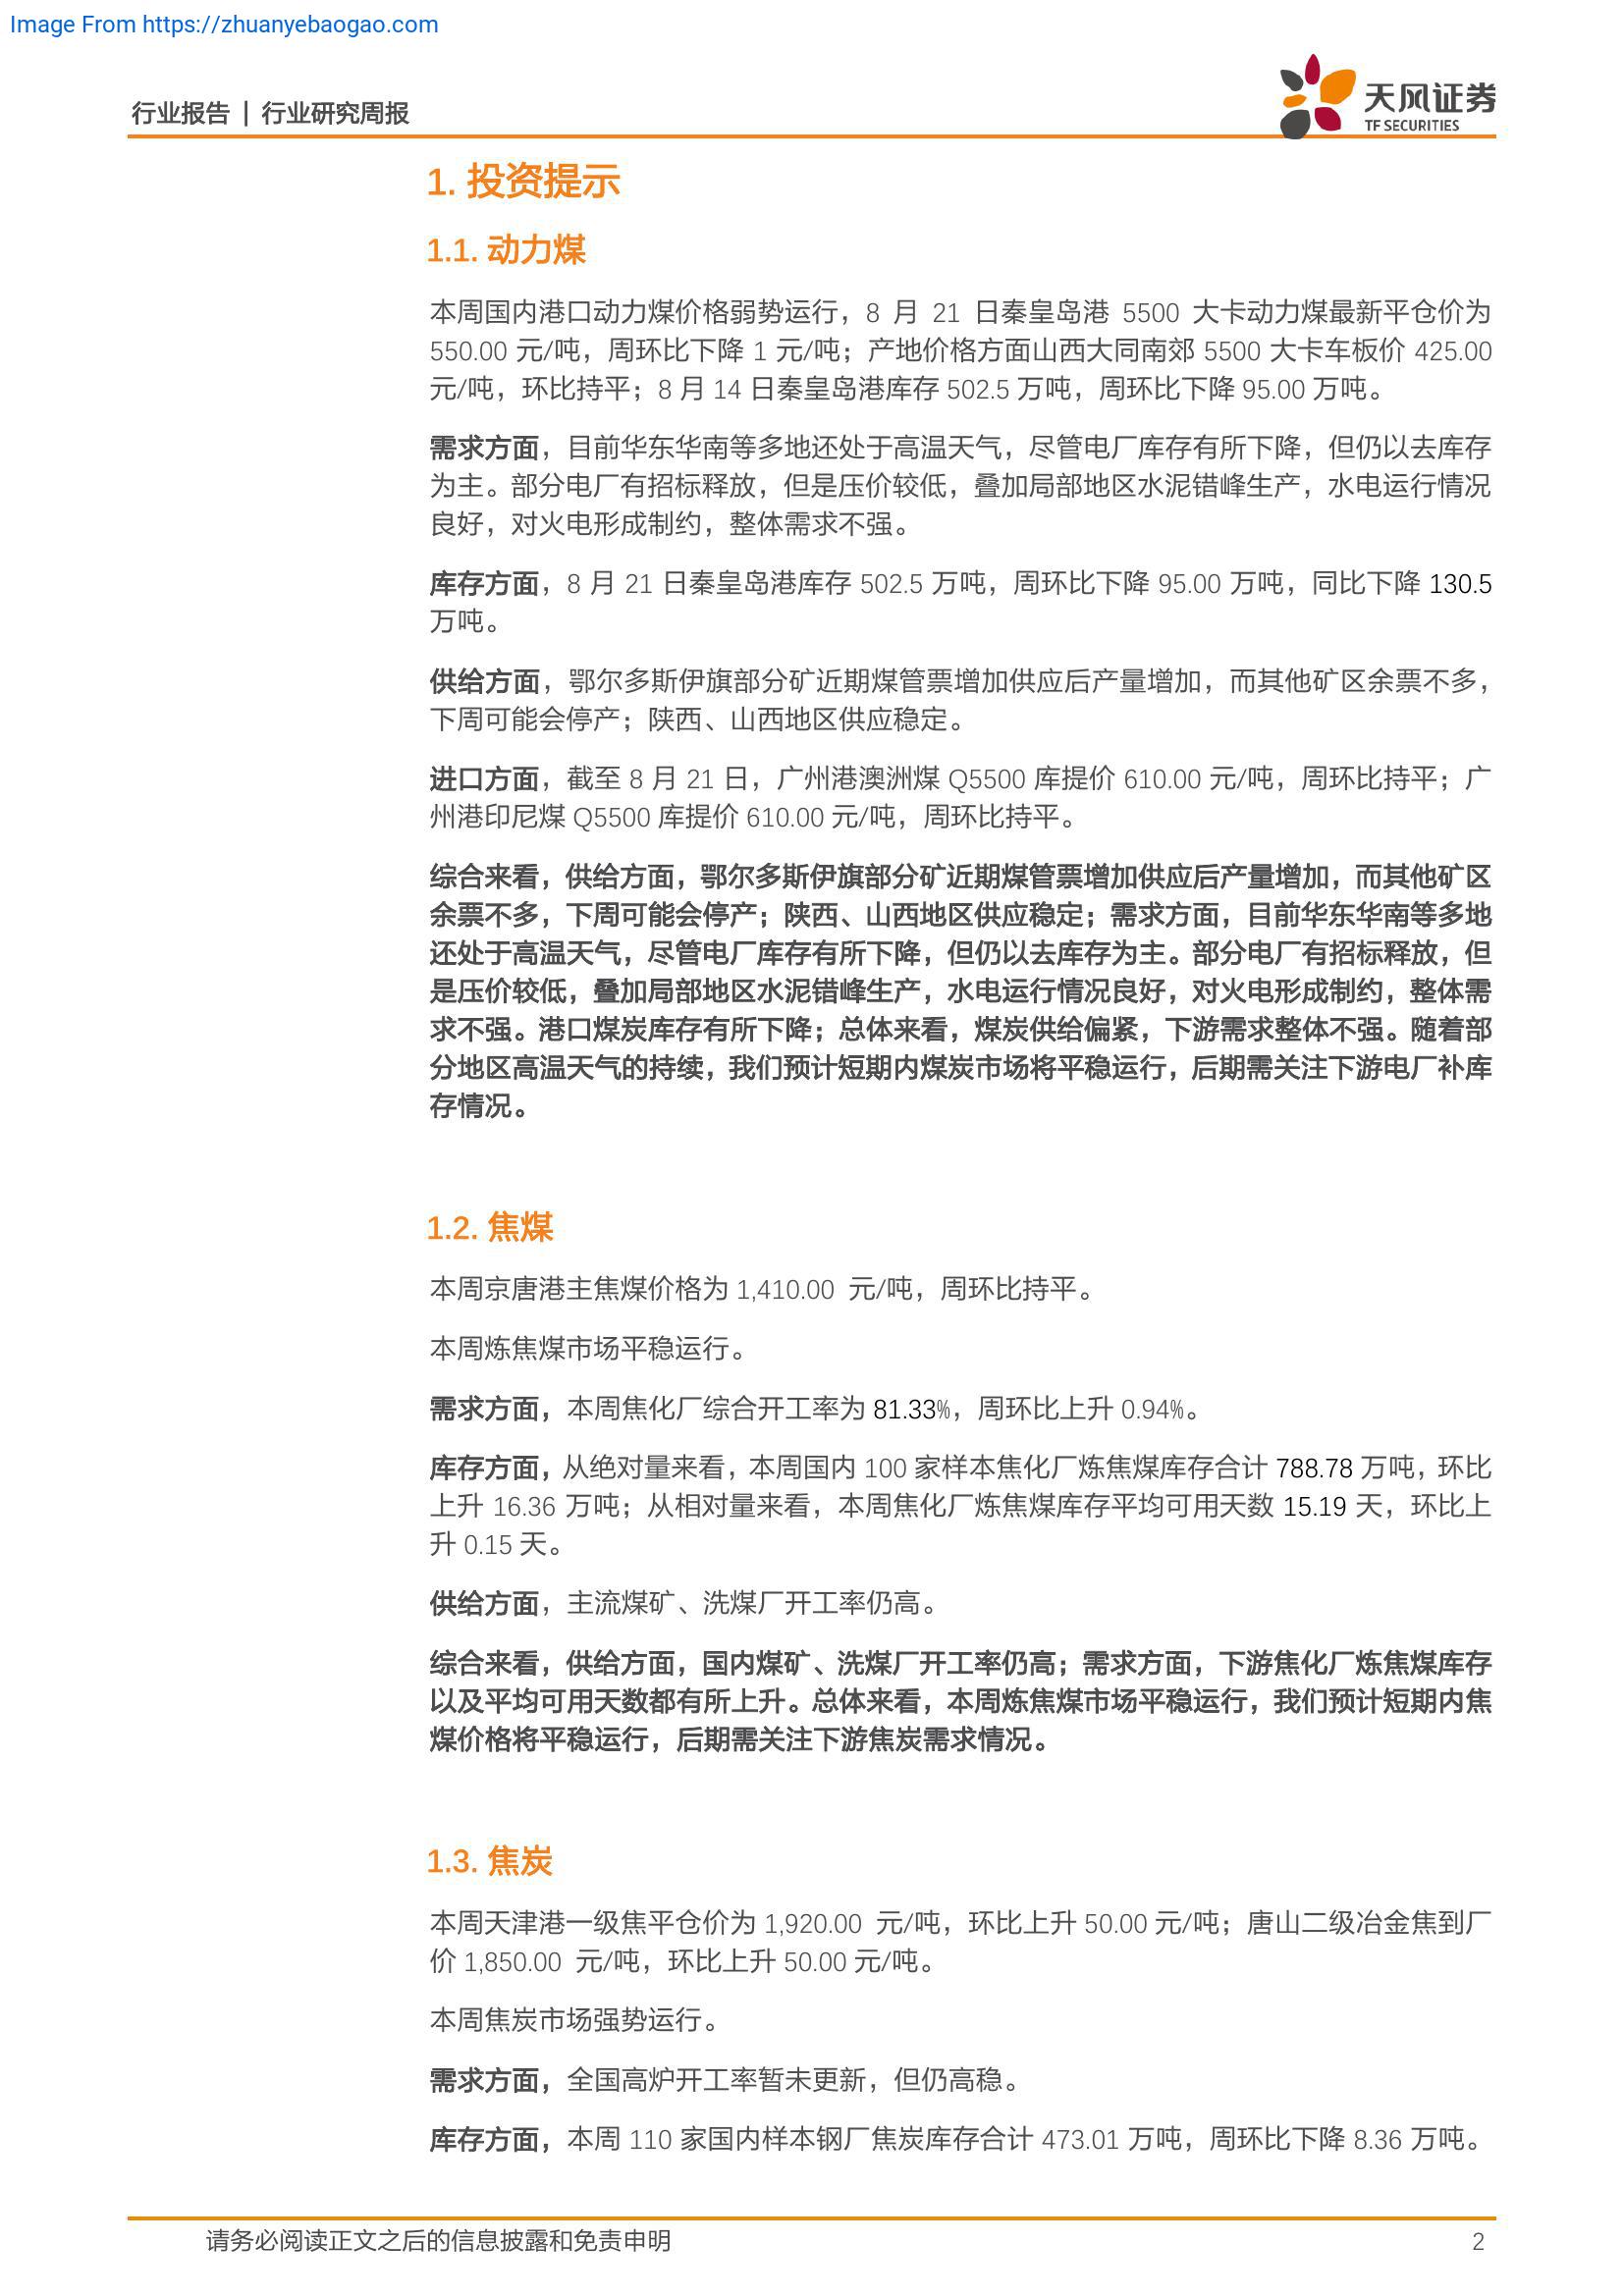 Image From https://zhuanyebaogao.com
行业报告 | 行业研究周报
天风证券
TF SECURITIES
1. 投资提示
1.1. 动力煤
本周国内港口动力煤价格弱势运行，8 月 21 日秦皇岛港 5500 大卡动力煤最新平仓价为
550.00 元/吨，周环比下降 1 元/吨；产地价格方面山西大同南郊 5500 大卡车板价 425.00
元/吨，环比持平；8 月 14 日秦皇岛港库存 502.5 万吨，周环比下降 95.00 万吨。
需求方面，目前华东华南等多地还处于高温天气，尽管电厂库存有所下降，但仍以去库存
为主。部分电厂有招标释放，但是压价较低，叠加局部地区水泥错峰生产，水电运行情况
良好，对火电形成制约，整体需求不强。
库存方面，8 月 21 日秦皇岛港库存 502.5 万吨，周环比下降 95.00 万吨，同比下降 130.5
万吨。
供给方面，鄂尔多斯伊旗部分矿近期煤管票增加供应后产量增加，而其他矿区余票不多，
下周可能会停产；陕西、山西地区供应稳定。
进口方面，截至 8 月 21 日，广州港澳洲煤 Q5500 库提价 610.00 元/吨，周环比持平；广
州港印尼煤 Q5500 库提价 610.00 元/吨，周环比持平。
综合来看，供给方面，鄂尔多斯伊旗部分矿近期煤管票增加供应后产量增加，而其他矿区
余票不多，下周可能会停产；陕西、山西地区供应稳定；需求方面，目前华东华南等多地
还处于高温天气，尽管电厂库存有所下降，但仍以去库存为主。部分电厂有招标释放，但
是压价较低，叠加局部地区水泥错峰生产，水电运行情况良好，对火电形成制约，整体需
求不强。港口煤炭库存有所下降；总体来看，煤炭供给偏紧，下游需求整体不强。随着部
分地区高温天气的持续，我们预计短期内煤炭市场将平稳运行，后期需关注下游电厂补库
存情况。
1.2. 焦煤
本周京唐港主焦煤价格为 1,410.00 元/吨，周环比持平。
本周炼焦煤市场平稳运行。
需求方面，本周焦化厂综合开工率为 81.33%，周环比上升 0.94%。
库存方面，从绝对量来看，本周国内 100 家样本焦化厂炼焦煤库存合计 788.78 万吨，环比
上升 16.36 万吨；从相对量来看，本周焦化厂炼焦煤库存平均可用天数 15.19 天，环比上
升 0.15 天。
供给方面，主流煤矿、洗煤厂开工率仍高。
综合来看，供给方面，国内煤矿、洗煤厂开工率仍高；需求方面，下游焦化厂炼焦煤库存
以及平均可用天数都有所上升。总体来看，本周炼焦煤市场平稳运行，我们预计短期内焦
煤价格将平稳运行，后期需关注下游焦炭需求情况。
1.3. 焦炭
本周天津港一级焦平仓价为 1,920.00 元/吨，环比上升 50.00 元/吨；唐山二级冶金焦到厂
价 1,850.00 元/吨，环比上升 50.00 元/吨。
本周焦炭市场强势运行。
需求方面，全国高炉开工率暂未更新，但仍高稳。
库存方面，本周 110 家国内样本钢厂焦炭库存合计 473.01 万吨，周环比下降 8.36 万吨。
请务必阅读正文之后的信息披露和免责申明
2